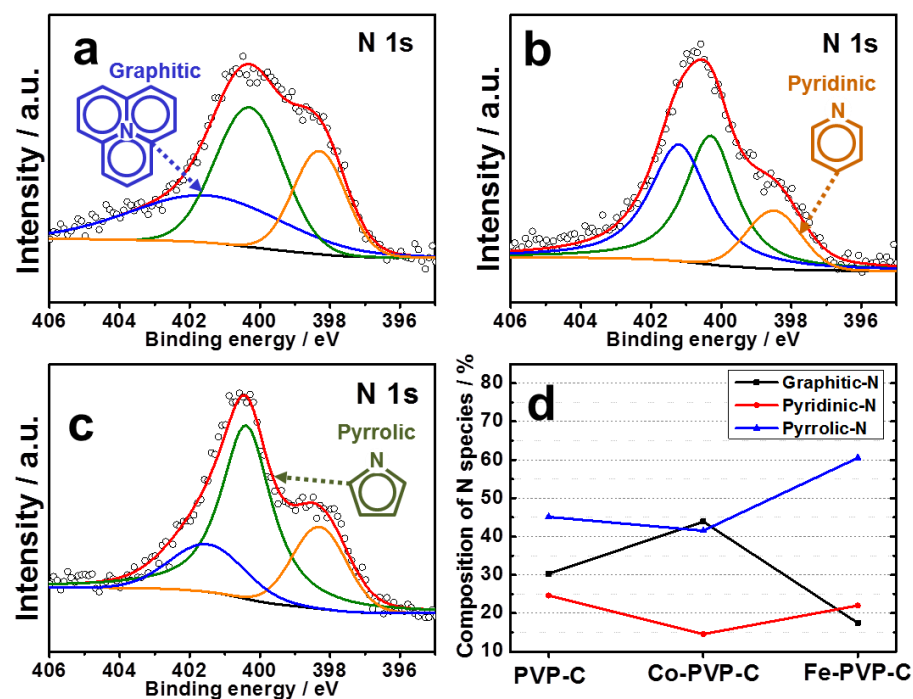 a
N 1s
Graphitic
N
Intensity / a.u.
406 404 402 400 398 396
Binding energy / eV
b
N 1s
Pyridinic
N
Intensity / a.u.
406 404 402 400 398 396
Binding energy / eV
c
N 1s
Pyrrolic
N
Intensity / a.u.
406 404 402 400 398 396
Binding energy / eV
d
Graphitic-N
Pyridinic-N
Pyrrolic-N
Composition of N species / %
80
70
60
50
40
30
20
10
PVP-C Co-PVP-C Fe-PVP-C